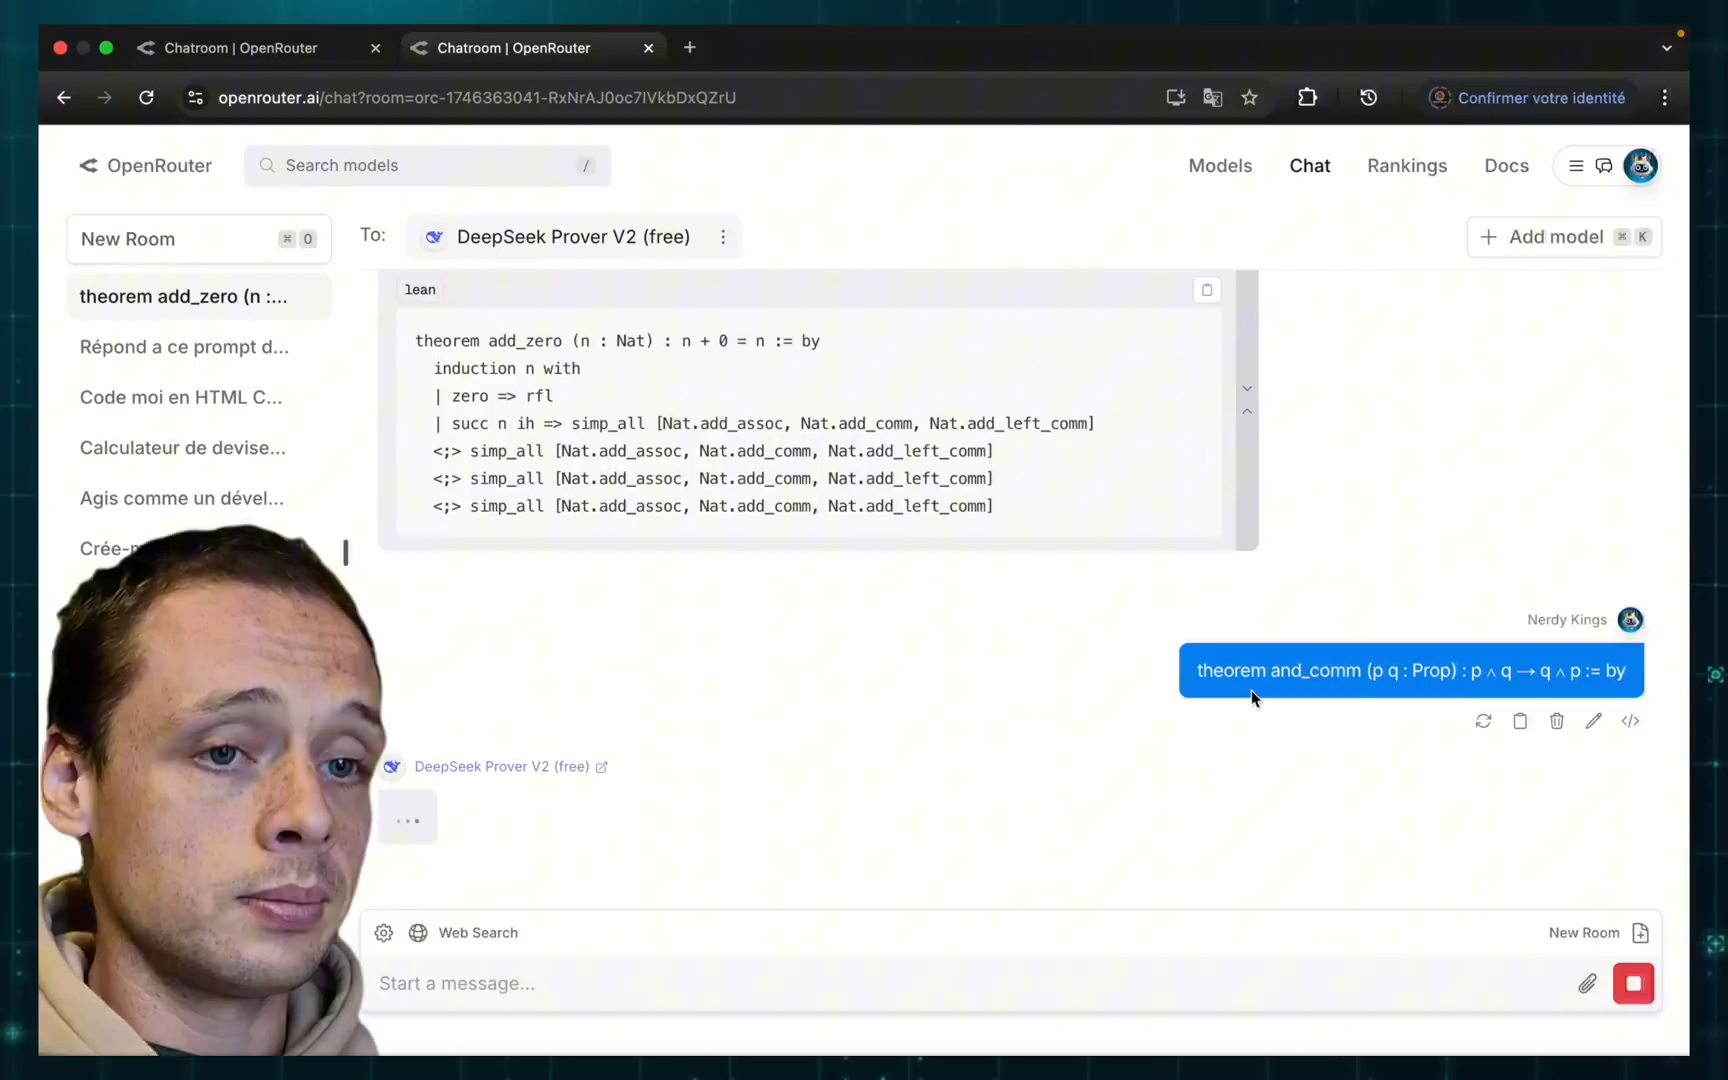 Chatroom | OpenRouter
Chatroom | OpenRouter
openrouter.ai/chat?room=orc-1746363041-RxNrAJ0oc7lVkbDxQZrU
Confirmer votre identité
OpenRouter
Search models
/
Models
Chat
Rankings
Docs
New Room
⌘ O
To:
DeepSeek Prover V2 (free)
Add model
⌘ K
theorem add_zero (n :...
Répond a ce prompt d...
Code moi en HTML C...
Calculateur de devise...
Agis comme un dével...
lean
theorem add_zero (n : Nat) : n + 0 = n := by
induction n with
| zero => rfl
| succ n ih => simp_all [Nat.add_assoc, Nat.add_comm, Nat.add_left_comm]
<;> simp_all [Nat.add_assoc, Nat.add_comm, Nat.add_left_comm]
<;> simp_all [Nat.add_assoc, Nat.add_comm, Nat.add_left_comm]
<;> simp_all [Nat.add_assoc, Nat.add_comm, Nat.add_left_comm]
Nerdy Kings
theorem and_comm (p q : Prop) : p ∧ q → q ∧ p := by
DeepSeek Prover V2 (free)
...
Web Search
New Room
Start a message...